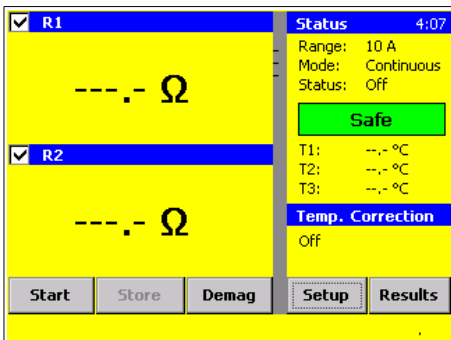 R1
---.- Ω
R2
---.- Ω
Start Store Demag
Status 4:07
Range: 10 A
Mode: Continuous
Status: Off
Safe
T1: --.- °C
T2: --.- °C
T3: --.- °C
Temp. Correction
Off
Setup Results